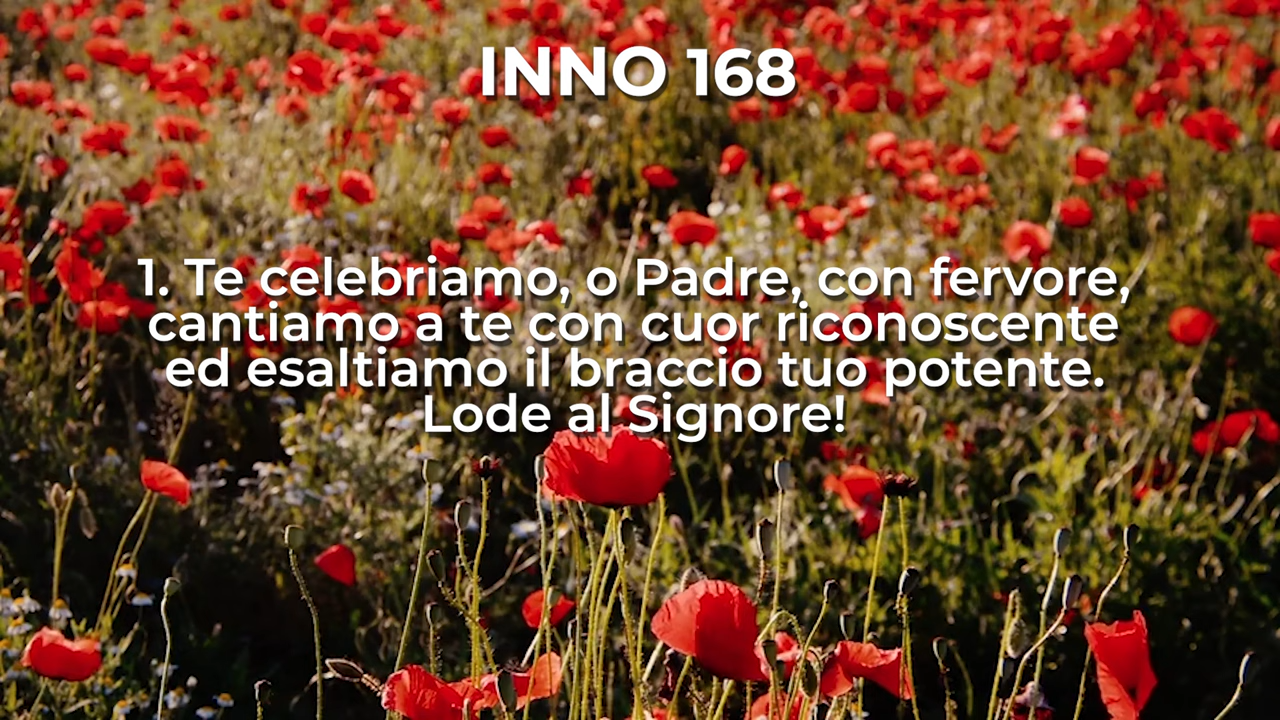 INNO 168
1. Te celebriamo, o Padre, con fervore,
cantiamo a te con cuor riconoscente
ed esaltiamo il braccio tuo potente.
Lode al Signore!